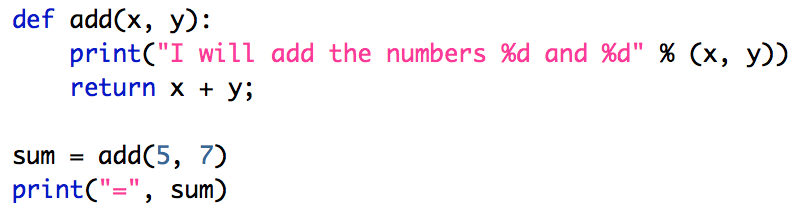 def add(x, y):
    print("I will add the numbers %d and %d" % (x, y))
    return x + y;

sum = add(5, 7)
print("=", sum)